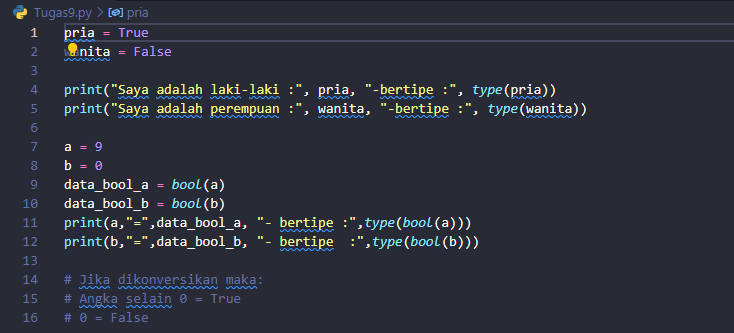 Tugas9.py > pria
1 pria = True
2 wanita = False
3
4 print("Saya adalah laki-laki :", pria, "-bertipe :", type(pria))
5 print("Saya adalah perempuan :", wanita, "-bertipe :", type(wanita))
6
7 a = 9
8 b = 0
9 data_bool_a = bool(a)
10 data_bool_b = bool(b)
11 print(a,"=",data_bool_a, "- bertipe :",type(bool(a)))
12 print(b,"=",data_bool_b, "- bertipe  :",type(bool(b)))
13
14 # Jika dikonversikan maka:
15 # Angka selain 0 = True
16 # 0 = False